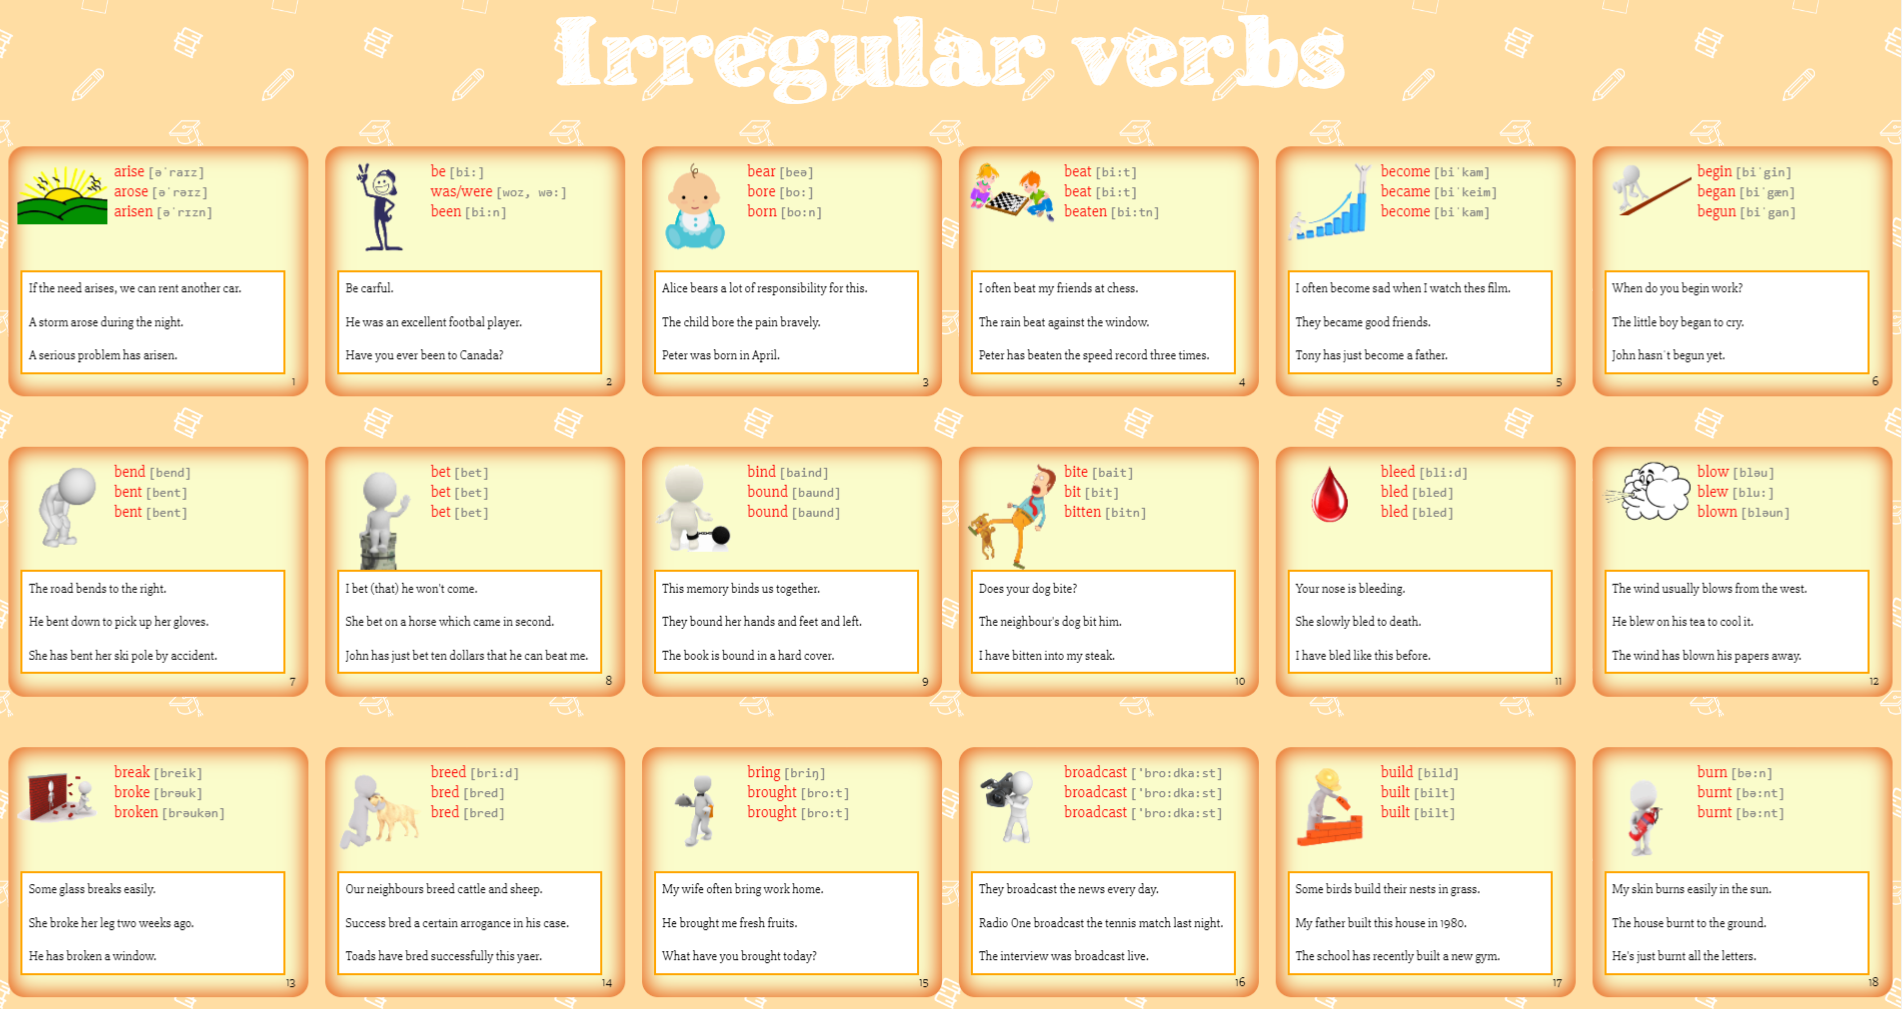 Irregular verbs
arise [ə´raɪz]
arose [ə´rəɪz]
arisen [ə´rɪzn]
If the need arises, we can rent another car.
A storm arose during the night.
A serious problem has arisen.
1
be [bi:]
was/were [woz, wə:]
been [bi:n]
Be carful.
He was an excellent footbal player.
Have you ever been to Canada?
2
bear [beə]
bore [bo:]
born [bo:n]
Alice bears a lot of responsibility for this.
The child bore the pain bravely.
Peter was born in April.
3
beat [bi:t]
beat [bi:t]
beaten [bi:tn]
I often beat my friends at chess.
The rain beat against the window.
Peter has beaten the speed record three times.
4
become [bi´kam]
became [bi´keim]
become [bi´kam]
I often become sad when I watch thes film.
They became good friends.
Tony has just become a father.
5
begin [bi´gin]
began [bi´gæn]
begun [bi´gan]
When do you begin work?
The little boy began to cry.
John hasn´t begun yet.
6
bend [bend]
bent [bent]
bent [bent]
The road bends to the right.
He bent down to pick up her gloves.
She has bent her ski pole by accident.
7
bet [bet]
bet [bet]
bet [bet]
I bet (that) he won't come.
She bet on a horse which came in second.
John has just bet ten dollars that he can beat me.
8
bind [baind]
bound [baund]
bound [baund]
This memory binds us together.
They bound her hands and feet and left.
The book is bound in a hard cover.
9
bite [bait]
bit [bit]
bitten [bitn]
Does your dog bite?
The neighbour's dog bit him.
I have bitten into my steak.
10
bleed [bli:d]
bled [bled]
bled [bled]
Your nose is bleeding.
She slowly bled to death.
I have bled like this before.
11
blow [bləu]
blew [blu:]
blown [bləun]
The wind usually blows from the west.
He blew on his tea to cool it.
The wind has blown his papers away.
12
break [breik]
broke [brəuk]
broken [brəukən]
Some glass breaks easily.
She broke her leg two weeks ago.
He has broken a window.
13
breed [bri:d]
bred [bred]
bred [bred]
Our neighbours breed cattle and sheep.
Success bred a certain arrogance in his case.
Toads have bred successfully this yaer.
14
bring [briŋ]
brought [bro:t]
brought [bro:t]
My wife often bring work home.
He brought me fresh fruits.
What have you brought today?
15
broadcast ['bro:dka:st]
broadcast ['bro:dka:st]
broadcast ['bro:dka:st]
They broadcast the news every day.
Radio One broadcast the tennis match last night.
The interview was broadcast live.
16
build [bild]
built [bilt]
built [bilt]
Some birds build their nests in grass.
My father built this house in 1980.
The school has recently built a new gym.
17
burn [bə:n]
burnt [bə:nt]
burnt [bə:nt]
My skin burns easily in the sun.
The house burnt to the ground.
He's just burnt all the letters.
18